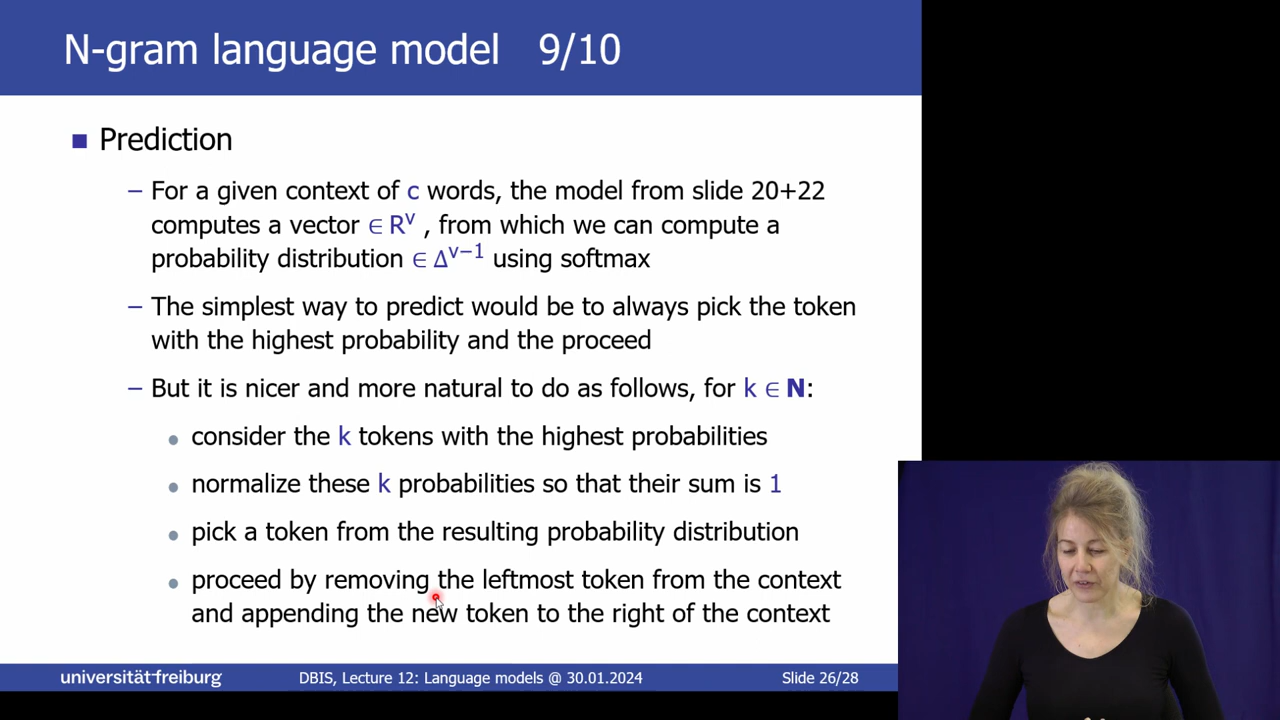 N-gram language model 9/10
Prediction
– For a given context of c words, the model from slide 20+22
computes a vector ∈ Rᵛ , from which we can compute a
probability distribution ∈ Δᵛ⁻¹ using softmax
– The simplest way to predict would be to always pick the token
with the highest probability and the proceed
– But it is nicer and more natural to do as follows, for k ∈ N:
• consider the k tokens with the highest probabilities
• normalize these k probabilities so that their sum is 1
• pick a token from the resulting probability distribution
• proceed by removing the leftmost token from the context
and appending the new token to the right of the context
universität freiburg DBIS, Lecture 12: Language models @ 30.01.2024 Slide 26/28